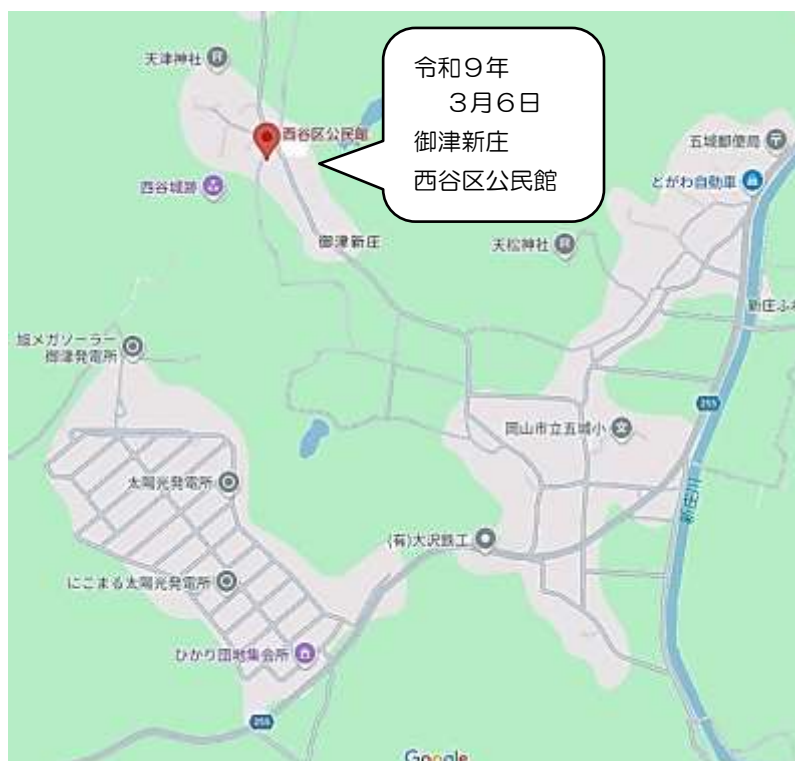 令和９年
３月６日
御津新庄
西谷区公民館
天津神社
西谷区公民館
五城郵便局
とがわ自動車
西谷城跡
御津新庄
天松神社
新庄ふれ
旭メガソーラー
御津発電所
255
岡山市立五城小
太陽光発電所
新庄川
(有)大沢鉄工
にこまる太陽光発電所
ひかり団地集会所
255
Google